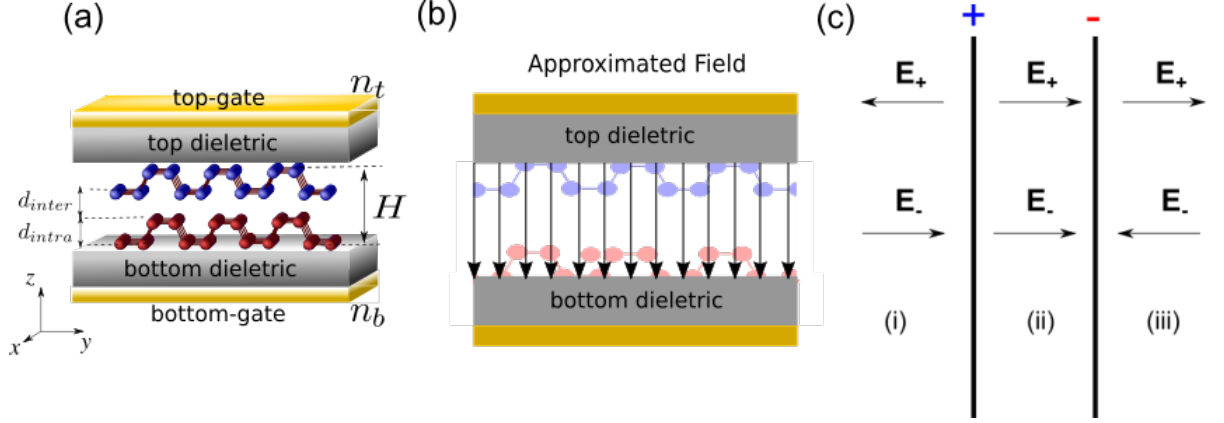 (a)
n_t
top-gate
top dieletric
d_inter
H
d_intra
bottom dielectric
z
bottom-gate
n_b
x
y
(b)
Approximated Field
top dieletric
bottom dieletric
(c)
+ -
E+ E+ E+
E- E- E-
(i) (ii) (iii)